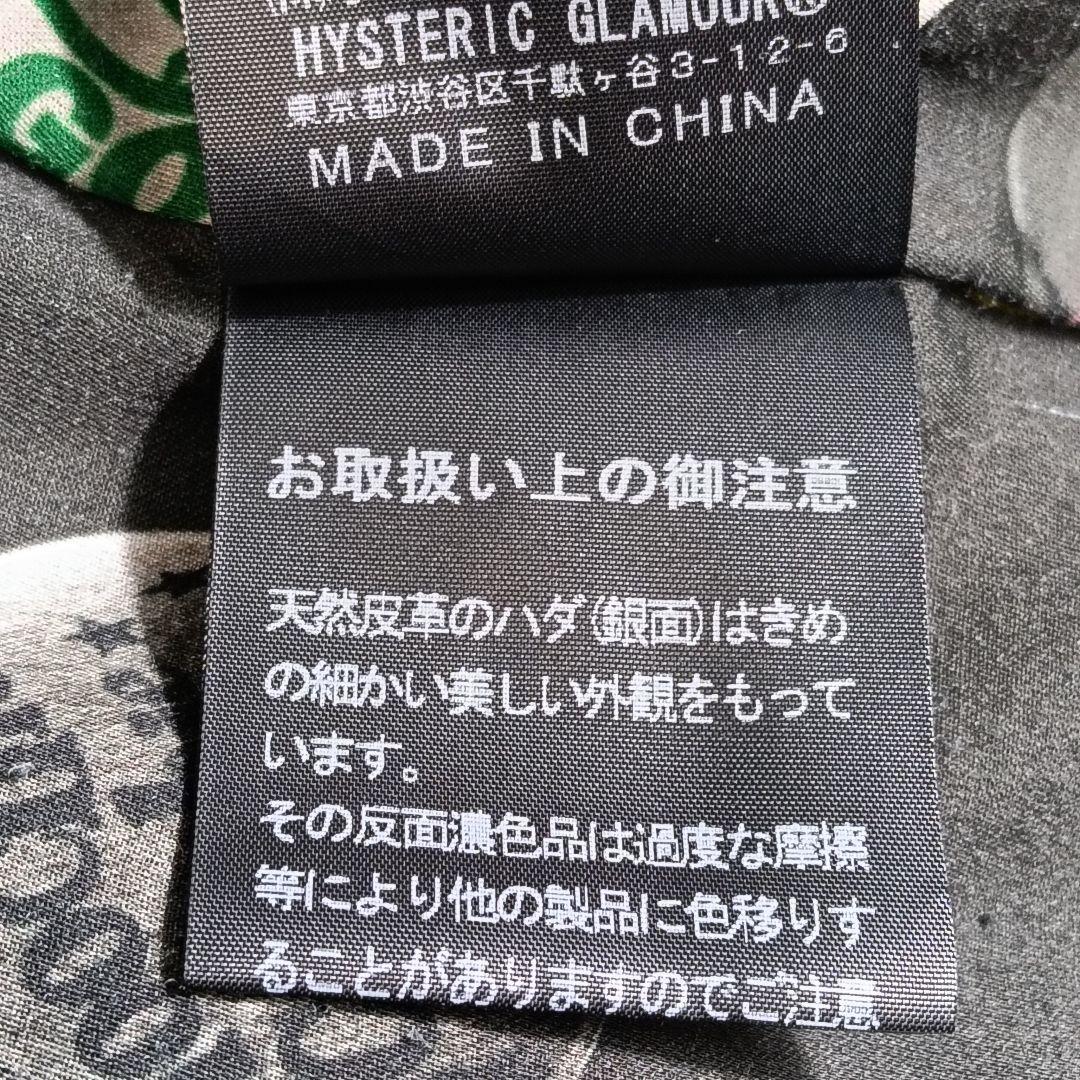 HYSTERIC GLAMOUR®
東京都渋谷区千駄ヶ谷3-12-6
MADE IN CHINA
お取扱い上の御注意
天然皮革のハダ(銀面)はきめ
の細かい美しい外観をもって
います。
その反面濃色品は過度な摩擦
等により他の製品に色移りす
ることがありますのでご注意